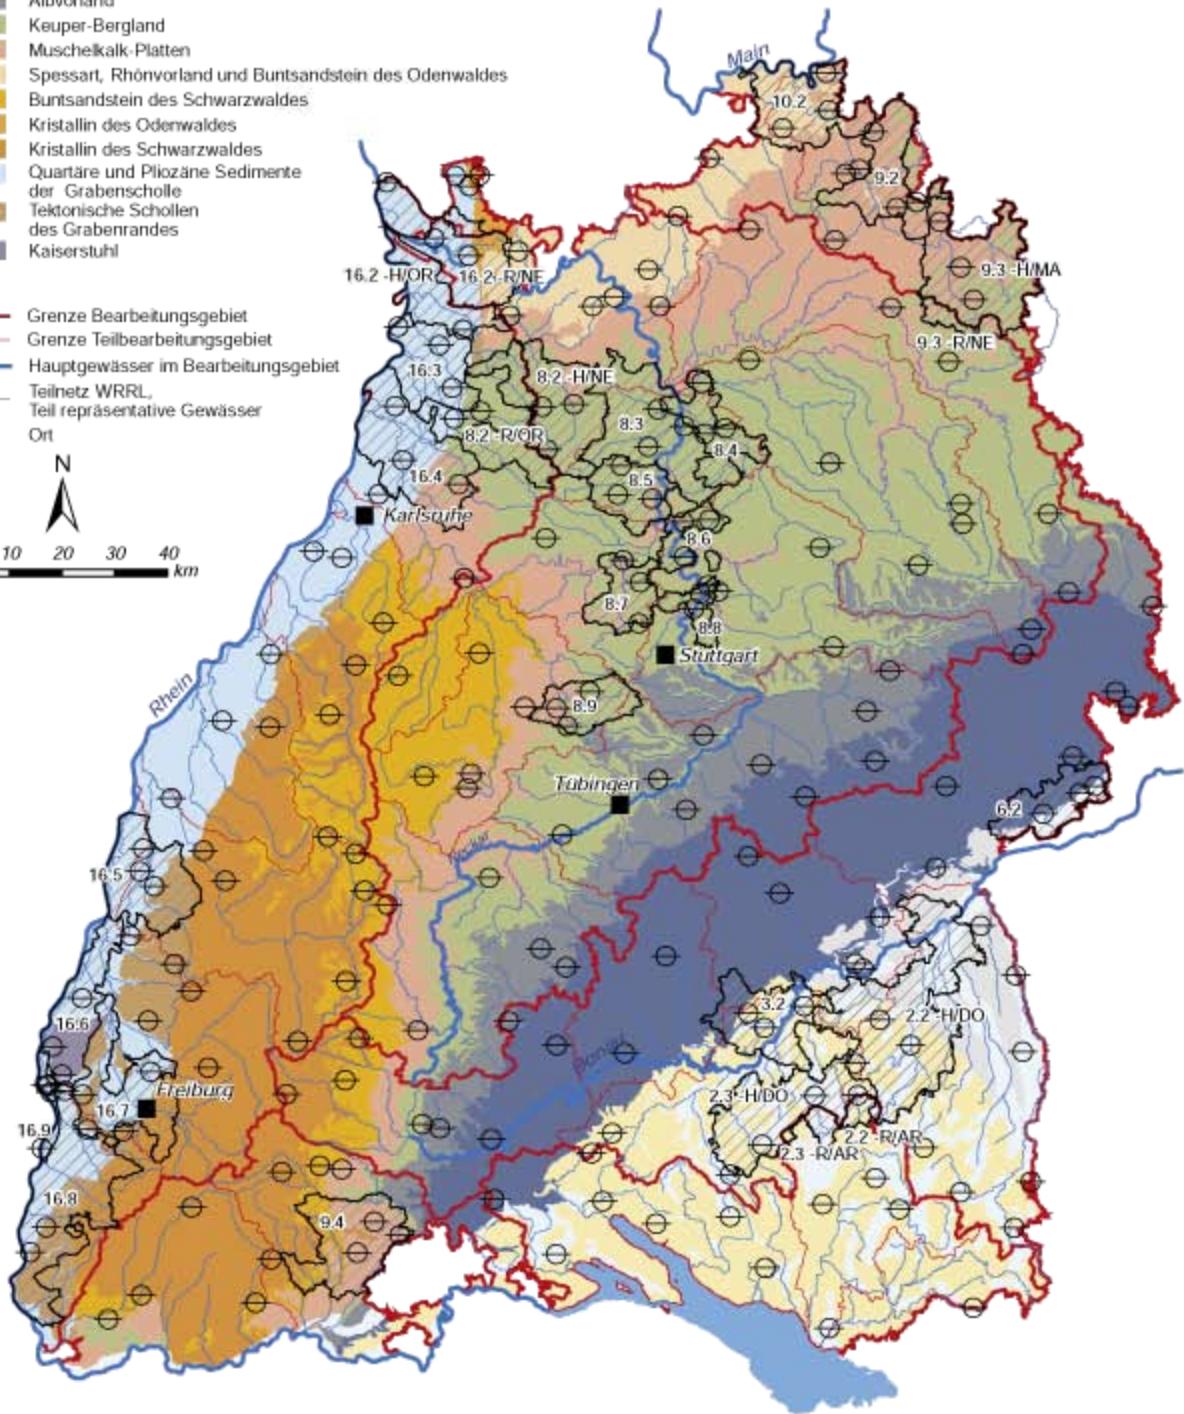 Albvorland
Keuper-Bergland
Muschelkalk-Platten
Spessart, Rhönvorland und Buntsandstein des Odenwaldes
Buntsandstein des Schwarzwaldes
Kristallin des Odenwaldes
Kristallin des Schwarzwaldes
Quartäre und Pliozäne Sedimente
der Grabenscholle
Tektonische Schollen
des Grabenrandes
Kaiserstuhl
Grenze Bearbeitungsgebiet
Grenze Teilbearbeitungsgebiet
Hauptgewässer im Bearbeitungsgebiet
Teilnetz WRRL,
Teil repräsentative Gewässer
Ort
N
10 20 30 40
km
Main
10.2
9.2
16.2 -H/OR
16.2 -R/NE
9.3 -H/MA
9.3 -R/NE
16.3
8.2 -H/NE
8.3
8.2 -R/OR
8.4
16.4
8.5
Karlsruhe
8.6
8.7
8.8
Stuttgart
Rhein
8.9
Tübingen
6.2
Neckar
16.5
3.2
2.2 -H/DO
16.6
Donau
Freiburg
2.3 -H/DO
16.7
16.9
2.2 -R/AR
2.3 -R/AR
16.8
9.4